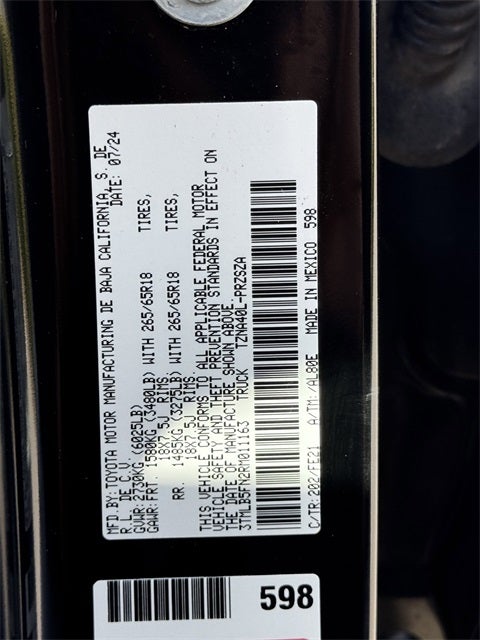 MFD.BY:TOYOTA MOTOR MANUFACTURING DE BAJA CALIFORNIA, S. DE
R.L. DE C.V. DATE: 07/24
GVWR: 2730KG (6025LB)
GAWR: FRT. 1580KG (3480LB) WITH 265/65R18 TIRES,
18X7.5J RIMS
RR 1485KG (3275LB) WITH 265/65R18 TIRES,
18X7.5J RIMS.
THIS VEHICLE CONFORMS TO ALL APPLICABLE FEDERAL MOTOR
VEHICLE SAFETY AND THEFT PREVENTION STANDARDS IN EFFECT ON
THE DATE OF MANUFACTURE SHOWN ABOVE.
3TMLB5FN2RM011163 TRUCK TZNA40L-PRZSZA
C/TR:202/FE21 A/TM:/AL80E MADE IN MEXICO 598
598